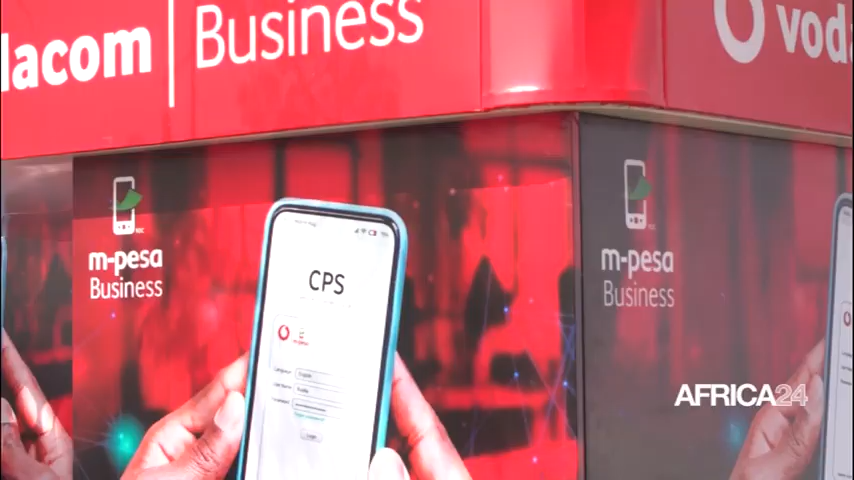 lacom | Business
voda
m-pesa
Business
CPS
m-pesa
Business
AFRICA24